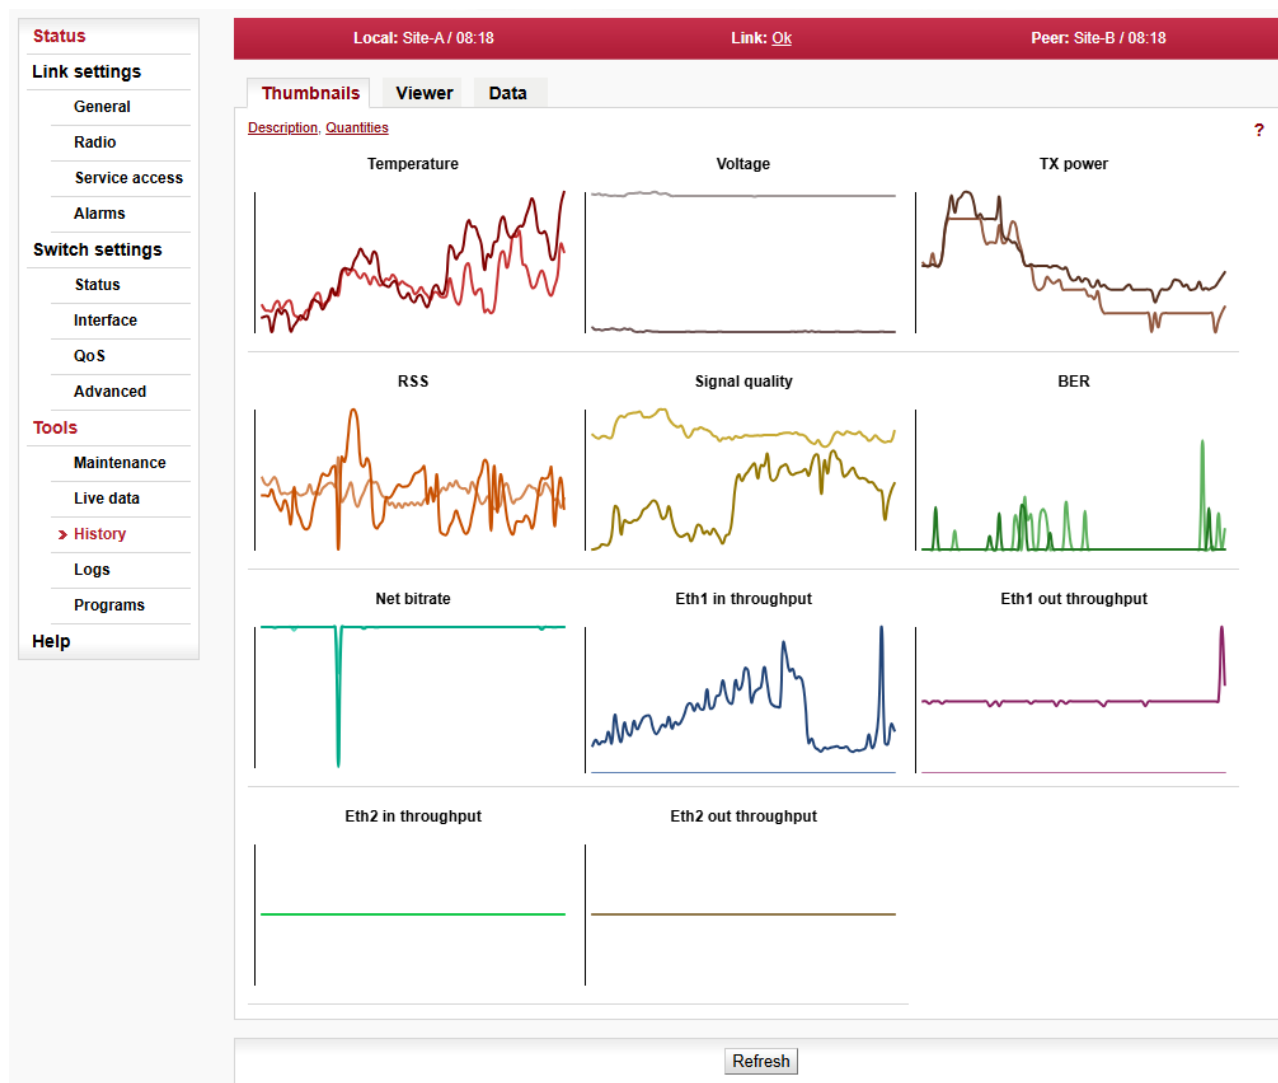 Status
Link settings
General
Radio
Service access
Alarms
Switch settings
Status
Interface
QoS
Advanced
Tools
Maintenance
Live data
> History
Logs
Programs
Help
Local: Site-A / 08:18 Link: Ok Peer: Site-B / 08:18
Thumbnails Viewer Data
Description, Quantities ?
Temperature Voltage TX power
RSS Signal quality BER
Net bitrate Eth1 in throughput Eth1 out throughput
Eth2 in throughput Eth2 out throughput
Refresh